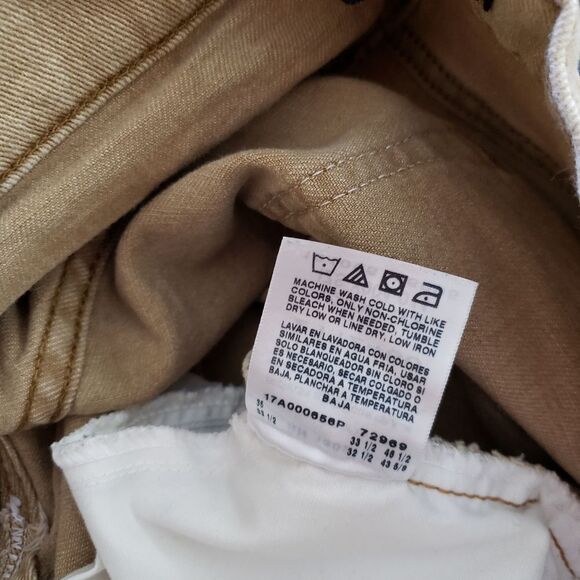 MACHINE WASH COLD WITH LIKE
COLORS, ONLY NON-CHLORINE
BLEACH WHEN NEEDED, TUMBLE
DRY LOW OR LINE DRY, LOW IRON
LAVAR EN LAVADORA CON COLORES
SIMILARES EN AGUA FRIA, USAR
SOLO BLANQUEADOR SIN CLORO SI
ES NECESARIO, SECAR COLGADO O
EN SECADORA A TEMPERATURA
BAJA, PLANCHAR A TEMPERATURA
BAJA
17A000656P 72969
35 33 1/2 46 1/2
53 1/2 32 1/2 43 5/8